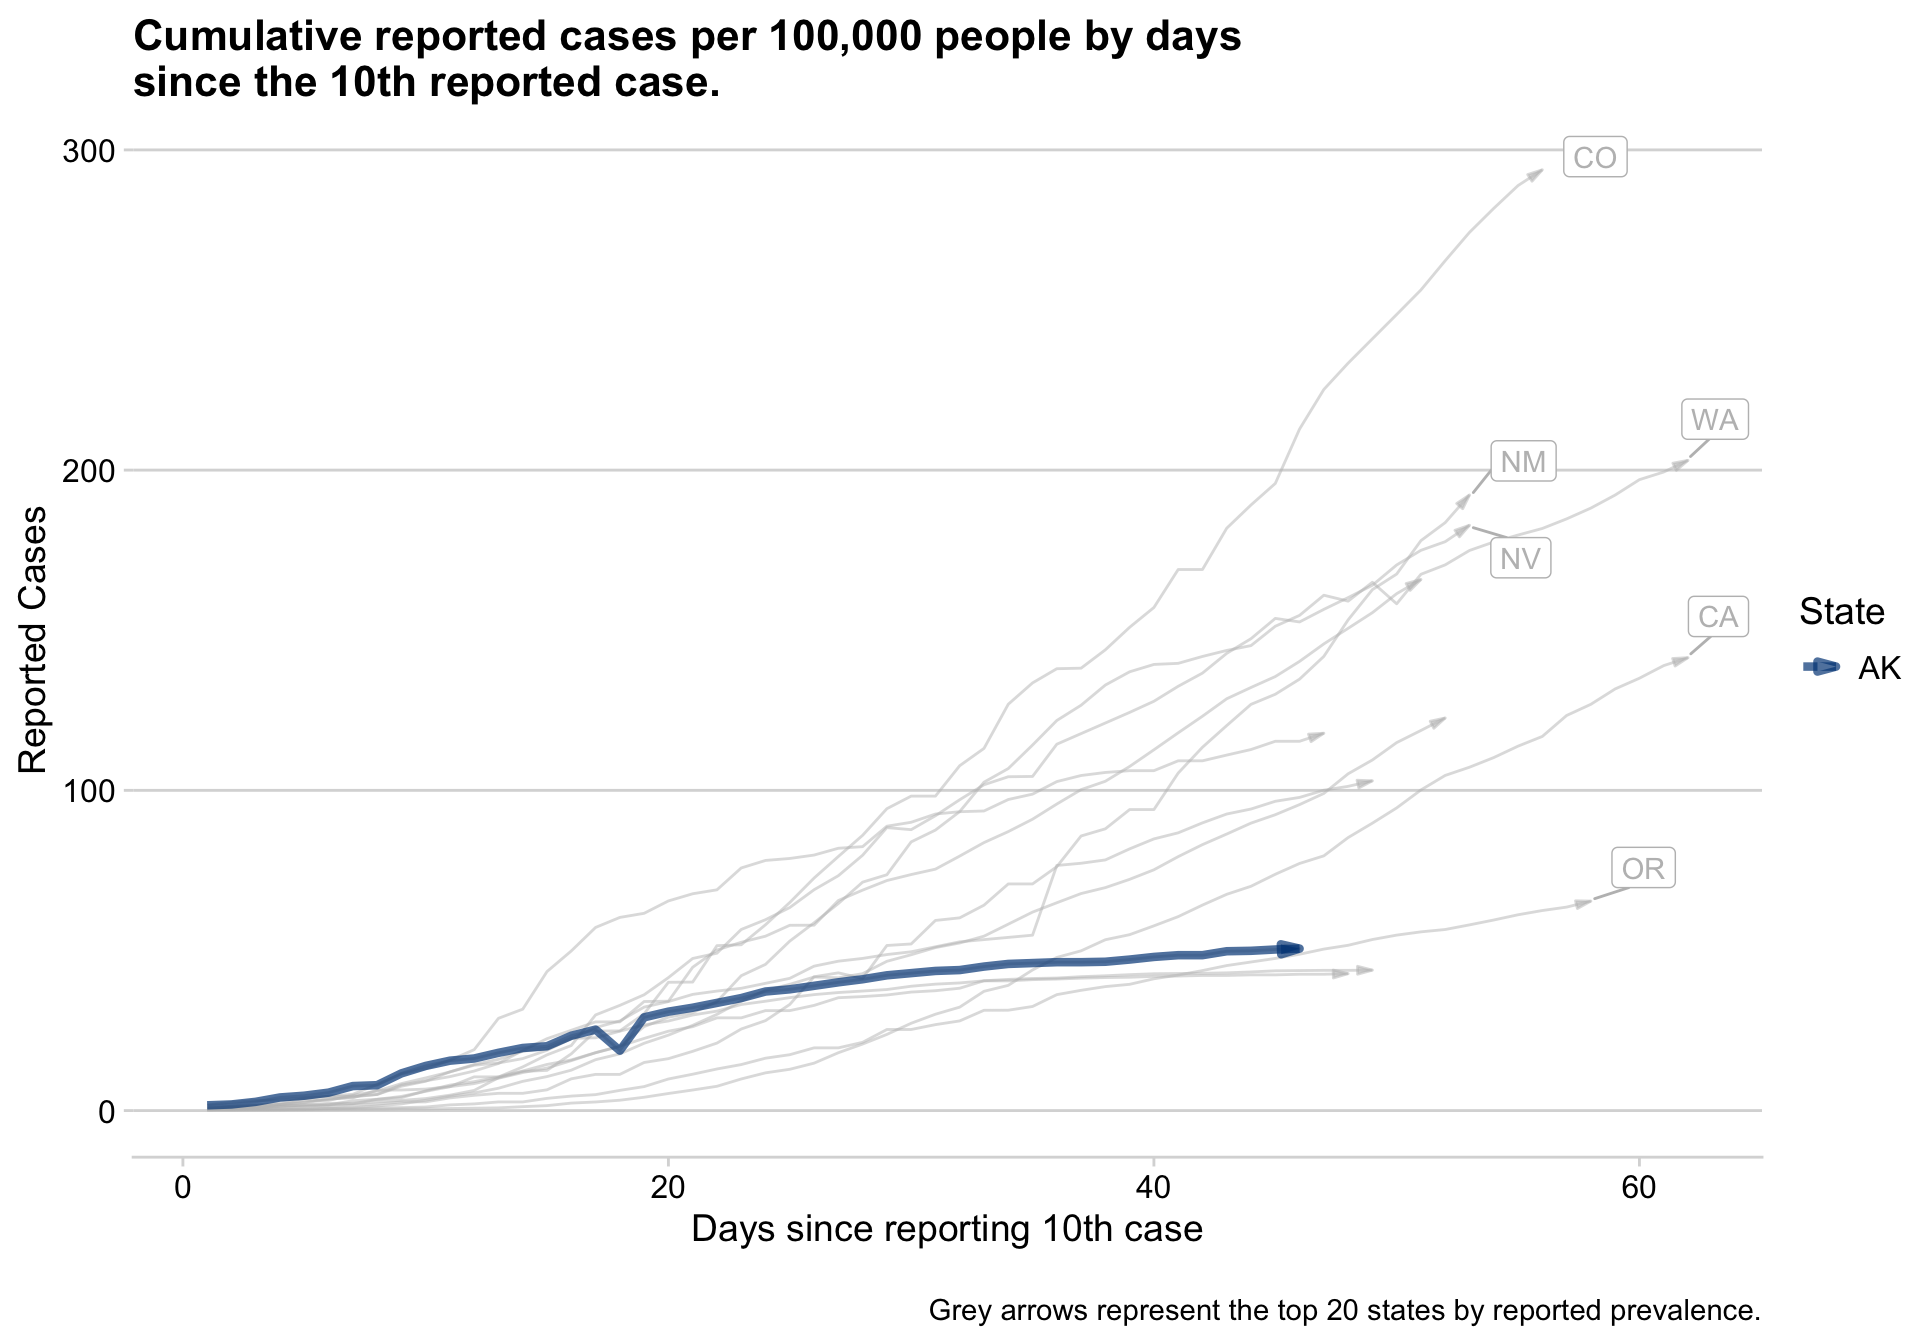 Cumulative reported cases per 100,000 people by days
since the 10th reported case.
300
200
100
0
Reported Cases
CO
WA
NM
NV
CA
OR
State
AK
0
20
40
60
Days since reporting 10th case
Grey arrows represent the top 20 states by reported prevalence.